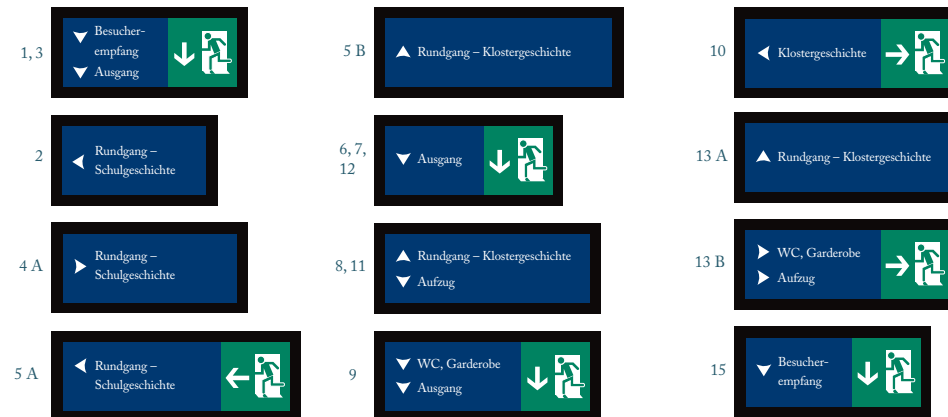 1, 3
Besucher-
empfang
Ausgang
2
Rundgang –
Schulgeschichte
4 A
Rundgang –
Schulgeschichte
5 A
Rundgang –
Schulgeschichte
5 B
Rundgang – Klostergeschichte
6, 7,
12
Ausgang
8, 11
Rundgang – Klostergeschichte
Aufzug
9
WC, Garderobe
Ausgang
10
Klostergeschichte
13 A
Rundgang – Klostergeschichte
13 B
WC, Garderobe
Aufzug
15
Besucher-
empfang